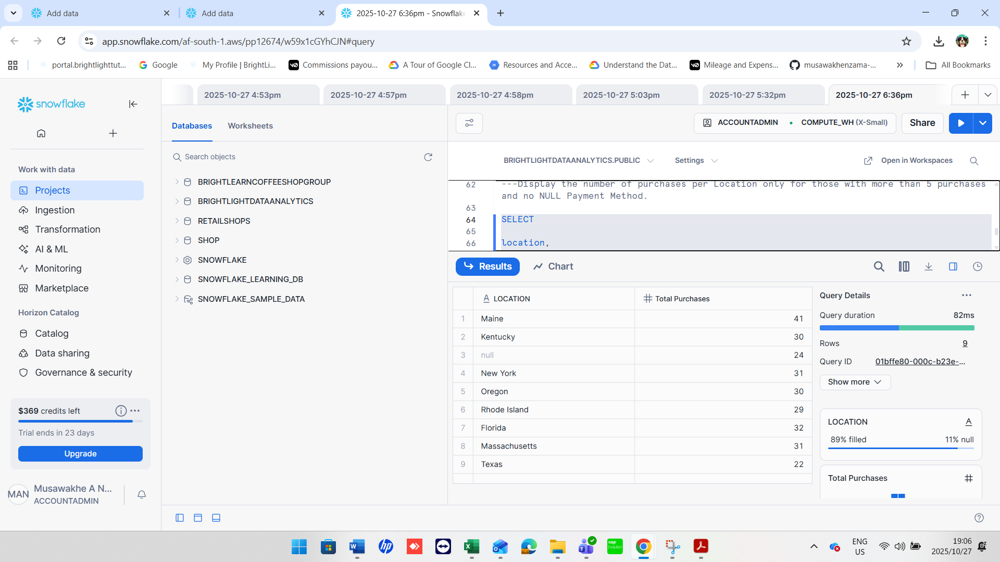 Add data
Add data
2025-10-27 6:36pm - Snowflake
app.snowflake.com/af-south-1.aws/pp12674/w59x1cGYhCJN#query
portal.brightlighttut...
Google
My Profile | BrightLi...
Commissions payou...
A Tour of Google Cl...
Resources and Acce...
Understand the Dat...
Mileage and Expens...
musawakhenzama-...
All Bookmarks
snowflake
Work with data
Projects
Ingestion
Transformation
AI & ML
Monitoring
Marketplace
Horizon Catalog
Catalog
Data sharing
Governance & security
$369 credits left
Trial ends in 23 days
Upgrade
MAN
Musawakhe A N...
ACCOUNTADMIN
2025-10-27 4:53pm
2025-10-27 4:57pm
2025-10-27 4:58pm
2025-10-27 5:03pm
2025-10-27 5:32pm
2025-10-27 6:36pm
Databases
Worksheets
Search objects
BRIGHTLEARNCOFFEESHOPGROUP
BRIGHTLIGHTDATAANALYTICS
RETAILSHOPS
SHOP
SNOWFLAKE
SNOWFLAKE_LEARNING_DB
SNOWFLAKE_SAMPLE_DATA
ACCOUNTADMIN
COMPUTE_WH (X-Small)
Share
BRIGHTLIGHTDATAANALYTICS.PUBLIC
Settings
Open in Workspaces
62 ---Display the number of purchases per Location only for those with more than 5 purchases
and no NULL Payment Method.
63
64 SELECT
65
66 location,
Results
Chart
LOCATION Total Purchases
1 Maine 41
2 Kentucky 30
3 null 24
4 New York 31
5 Oregon 30
6 Rhode Island 29
7 Florida 32
8 Massachusetts 31
9 Texas 22
Query Details
Query duration 82ms
Rows 9
Query ID 01bffe80-000c-b23e-...
Show more
LOCATION
89% filled 11% null
Total Purchases
ENG
US
19:06
2025/10/27